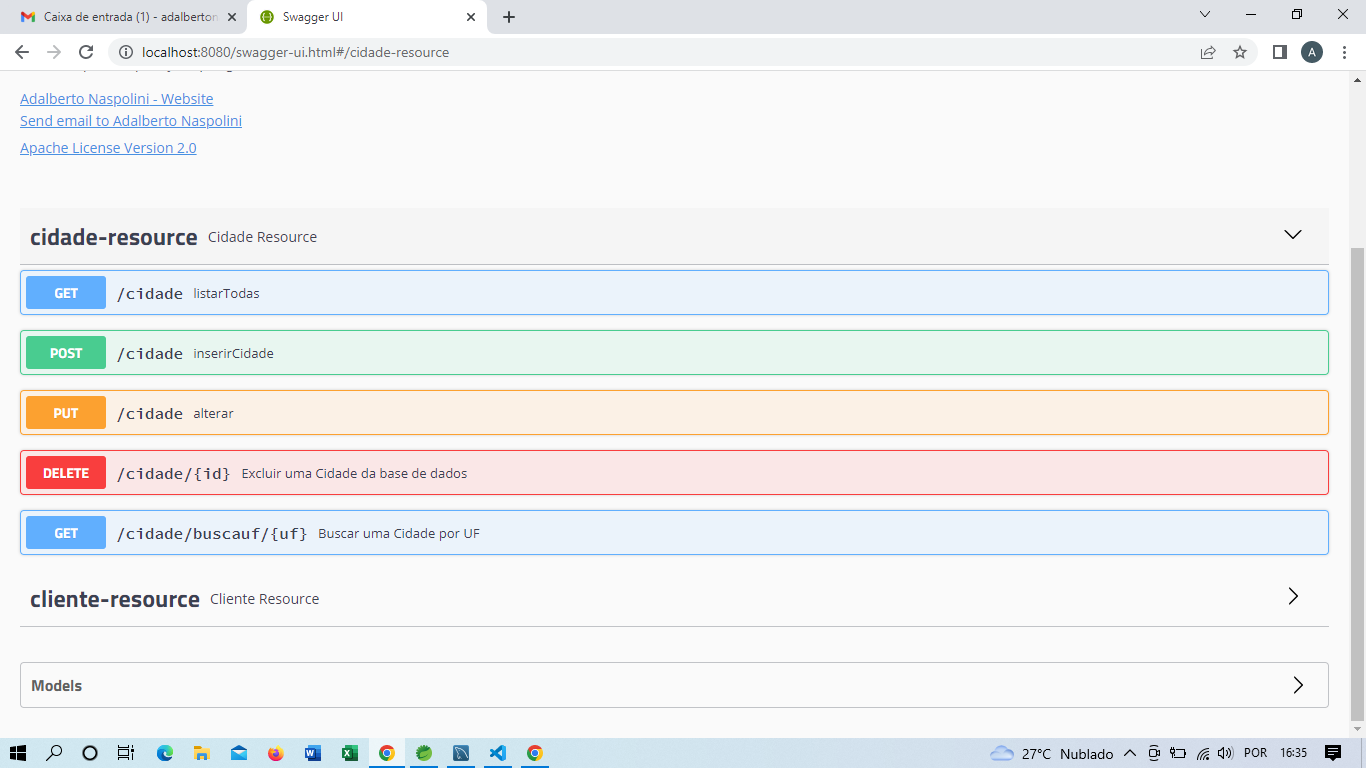 Caixa de entrada (1) - adalberton
Swagger UI
localhost:8080/swagger-ui.html#/cidade-resource
A
Adalberto Naspolini - Website
Send email to Adalberto Naspolini
Apache License Version 2.0
cidade-resource Cidade Resource
GET /cidade listarTodas
POST /cidade inserirCidade
PUT /cidade alterar
DELETE /cidade/{id} Excluir uma Cidade da base de dados
GET /cidade/buscauf/{uf} Buscar uma Cidade por UF
cliente-resource Cliente Resource
Models
27°C Nublado POR 16:35